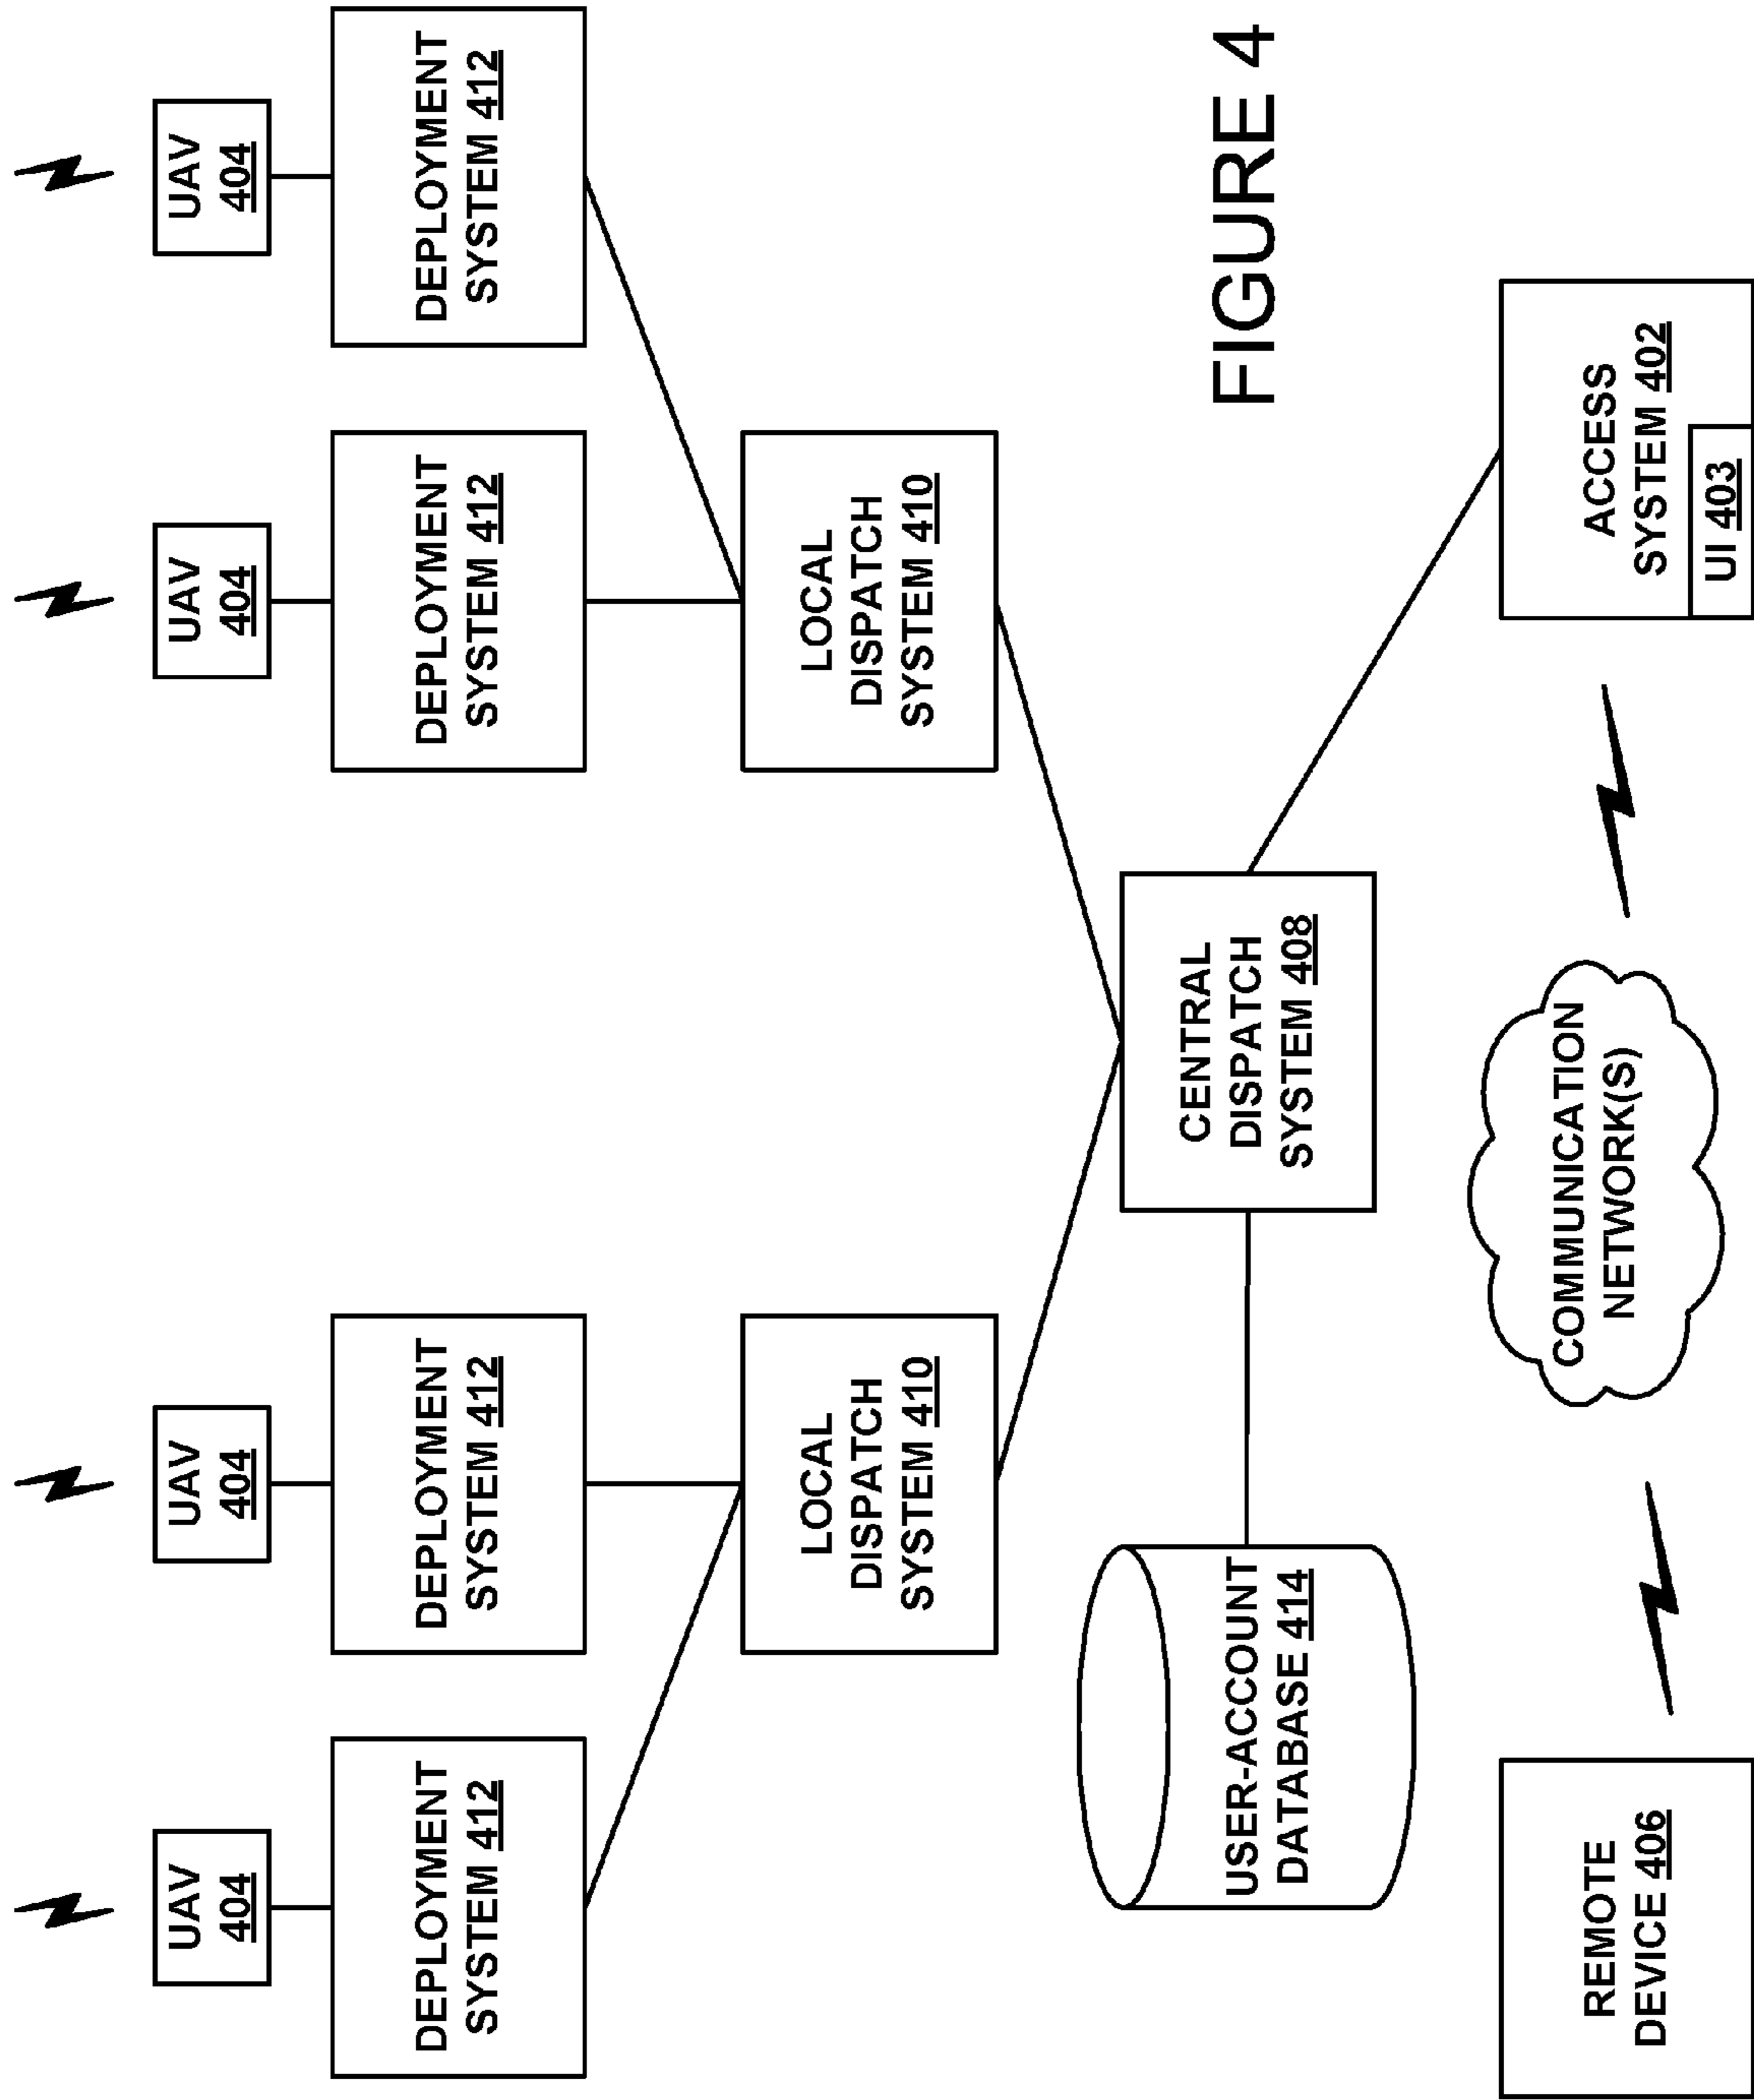 UAV
404
UAV
404
UAV
404
UAV
404
DEPLOYMENT
SYSTEM 412
DEPLOYMENT
SYSTEM 412
DEPLOYMENT
SYSTEM 412
DEPLOYMENT
SYSTEM 412
LOCAL
DISPATCH
SYSTEM 410
LOCAL
DISPATCH
SYSTEM 410
USER-ACCOUNT
DATABASE 414
CENTRAL
DISPATCH
SYSTEM 408
FIGURE 4
REMOTE
DEVICE 406
COMMUNICATION
NETWORK(S)
ACCESS
SYSTEM 402
UI 403